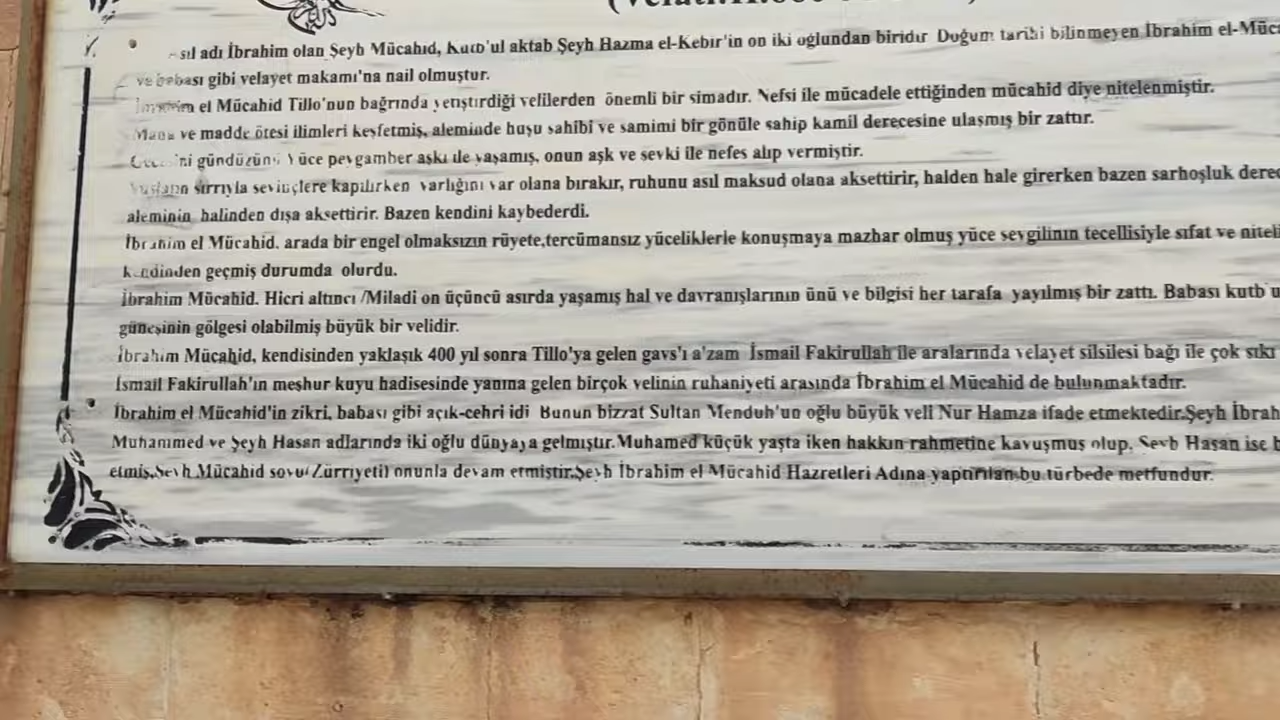 adı İbrahim olan Şeyh Mücahid, Kutb'ul aktab Şeyh Hazma el-Kebir'in on iki oğlundan biridir Doğum tarihi bilinmeyen İbrahim
ve babası gibi velayet makamı'na nail olmuştur.
el Mücahid Tillo'nun bağrında yetiştirdiği velilerden önemli bir simadır. Nefsi ile mücadele ettiğinden mücahid diye nitelenmiştir.
ve madde ötesi ilimleri keşfetmiş, aleminde huşu sahibi ve samimi bir gönüle sahip kamil derecesine ulaşmış bir zattır.
yüce peygamber aşkı ile yaşamış, onun aşk ve şevki ile nefes alıp vermiştir.
sırrıyla sevinçlere kapılırken varlığını var olana bırakır, ruhunu asıl maksud olana aksettirir, halden hale girerken bazen sarhoşluk
aleminin halinden dışa aksettirir. Bazen kendini kaybederdi.
İbrahim el Mücahid. arada bir engel olmaksızın rüyete,tercümansız yüceliklerle konuşmaya mazhar olmuş yüce sevgilinin tecellisiyle sıfat ve
kendinden geçmiş durumda olurdu.
İbrahim Mücahid. Hicri altıncı /Miladi on üçüncü asırda yaşamış hal ve davranışlarının ünü ve bilgisi her tarafa yayılmış bir zattı. Babası kutb'u
güneşinin gölgesi olabilmiş büyük bir velidir.
İbrahim Mücahid, kendisinden yaklaşık 400 yıl sonra Tillo'ya gelen gavs'ı a'zam İsmail Fakirullah ile aralarında velayet silsilesi bağı ile çok sıkı
İsmail Fakirullah'ın meşhur kuyu hadisesinde yanına gelen birçok velinin ruhaniyeti arasında İbrahim el Mücahid de bulunmaktadır.
İbrahim el Mücahid'in zikri, babası gibi açık-cehri idi Bunun bizzat Sultan Memduh'un oğlu büyük veli Nur Hamza ifade etmektedir.Şeyh
Muhammed ve Şeyh Hasan adlarında iki oğlu dünyaya gelmiştir.Muhamed küçük yaşta iken hakkın rahmetine kavuşmuş olup, Şeyh Hasan ise
etmiş.Şeyh Mücahid soyu(Zürriyeti) onunla devam etmiştir.Şeyh İbrahim el Mücahid Hazretleri Adına yaptırılan bu türbede metfundur.